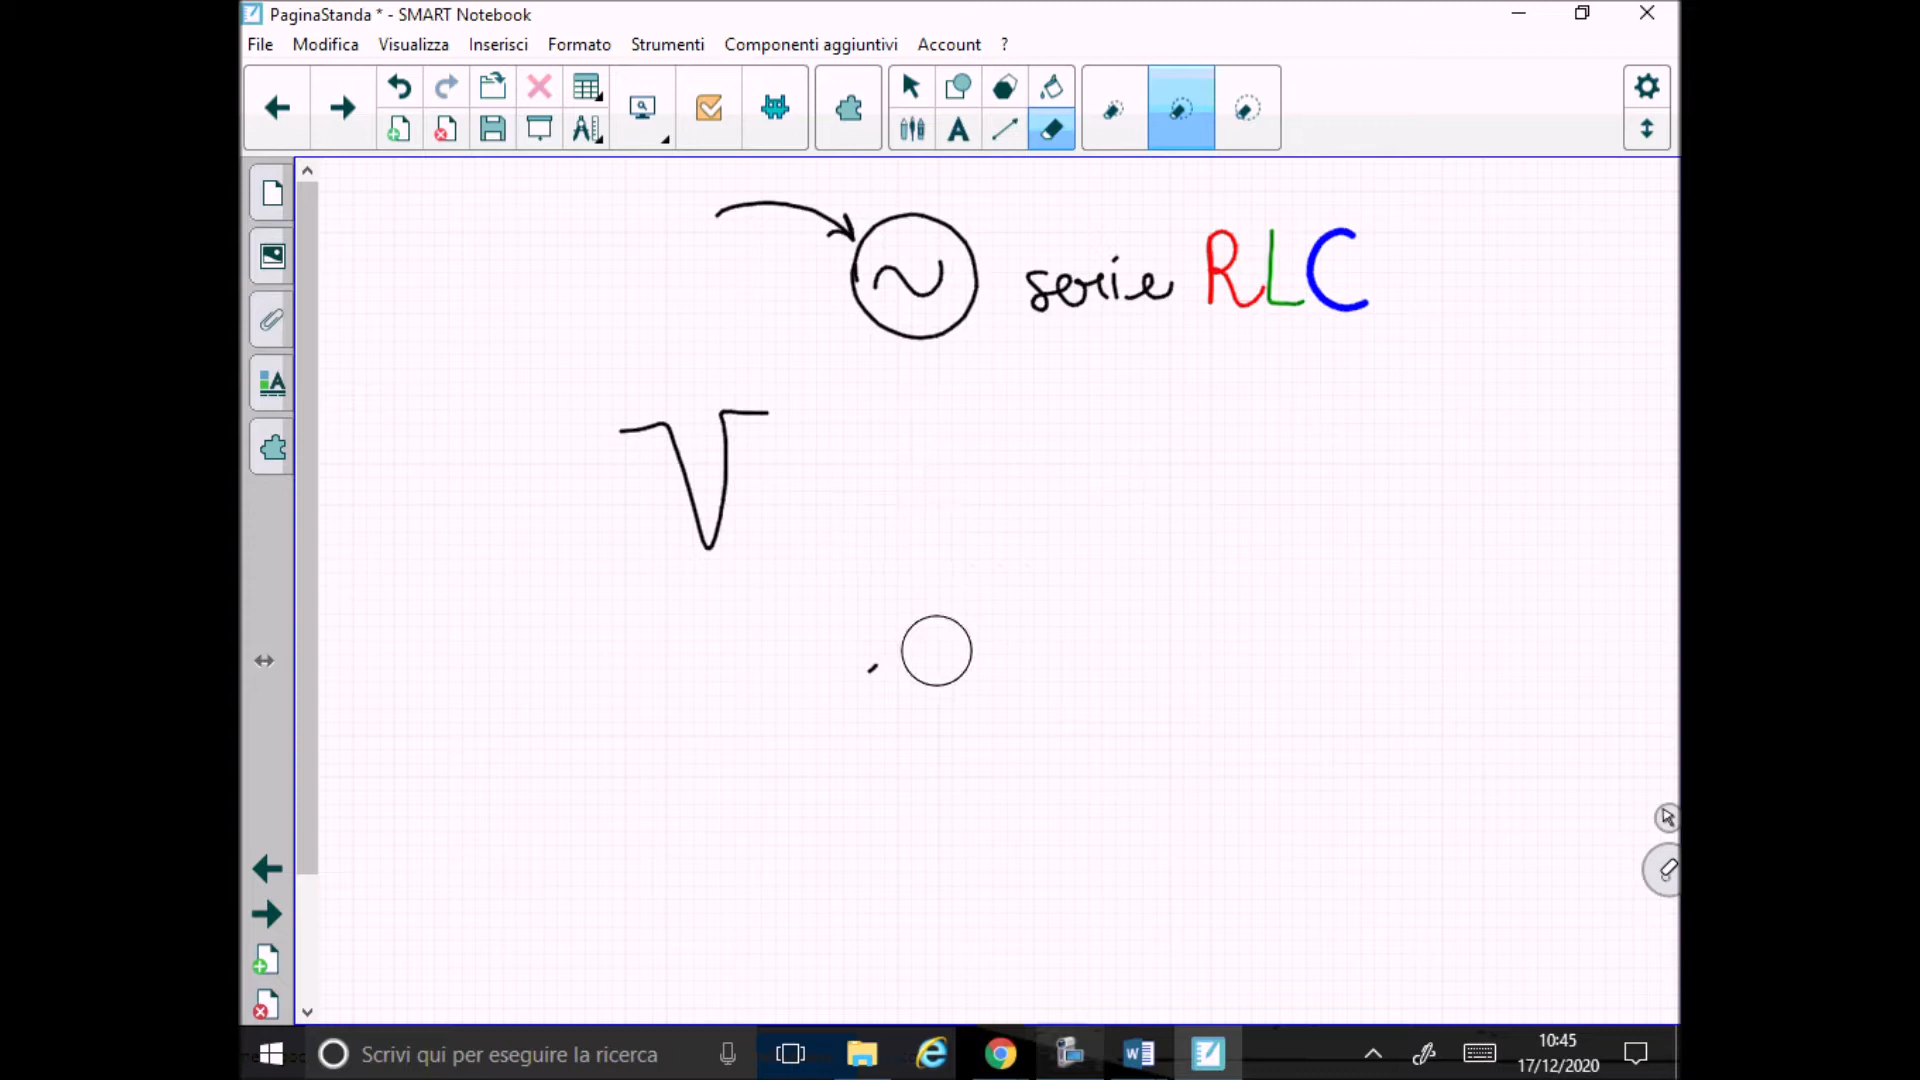 PaginaStanda * - SMART Notebook
File Modifica Visualizza Inserisci Formato Strumenti Componenti aggiuntivi Account ?
~ serie RLC
V
Scrivi qui per eseguire la ricerca
10:45
17/12/2020